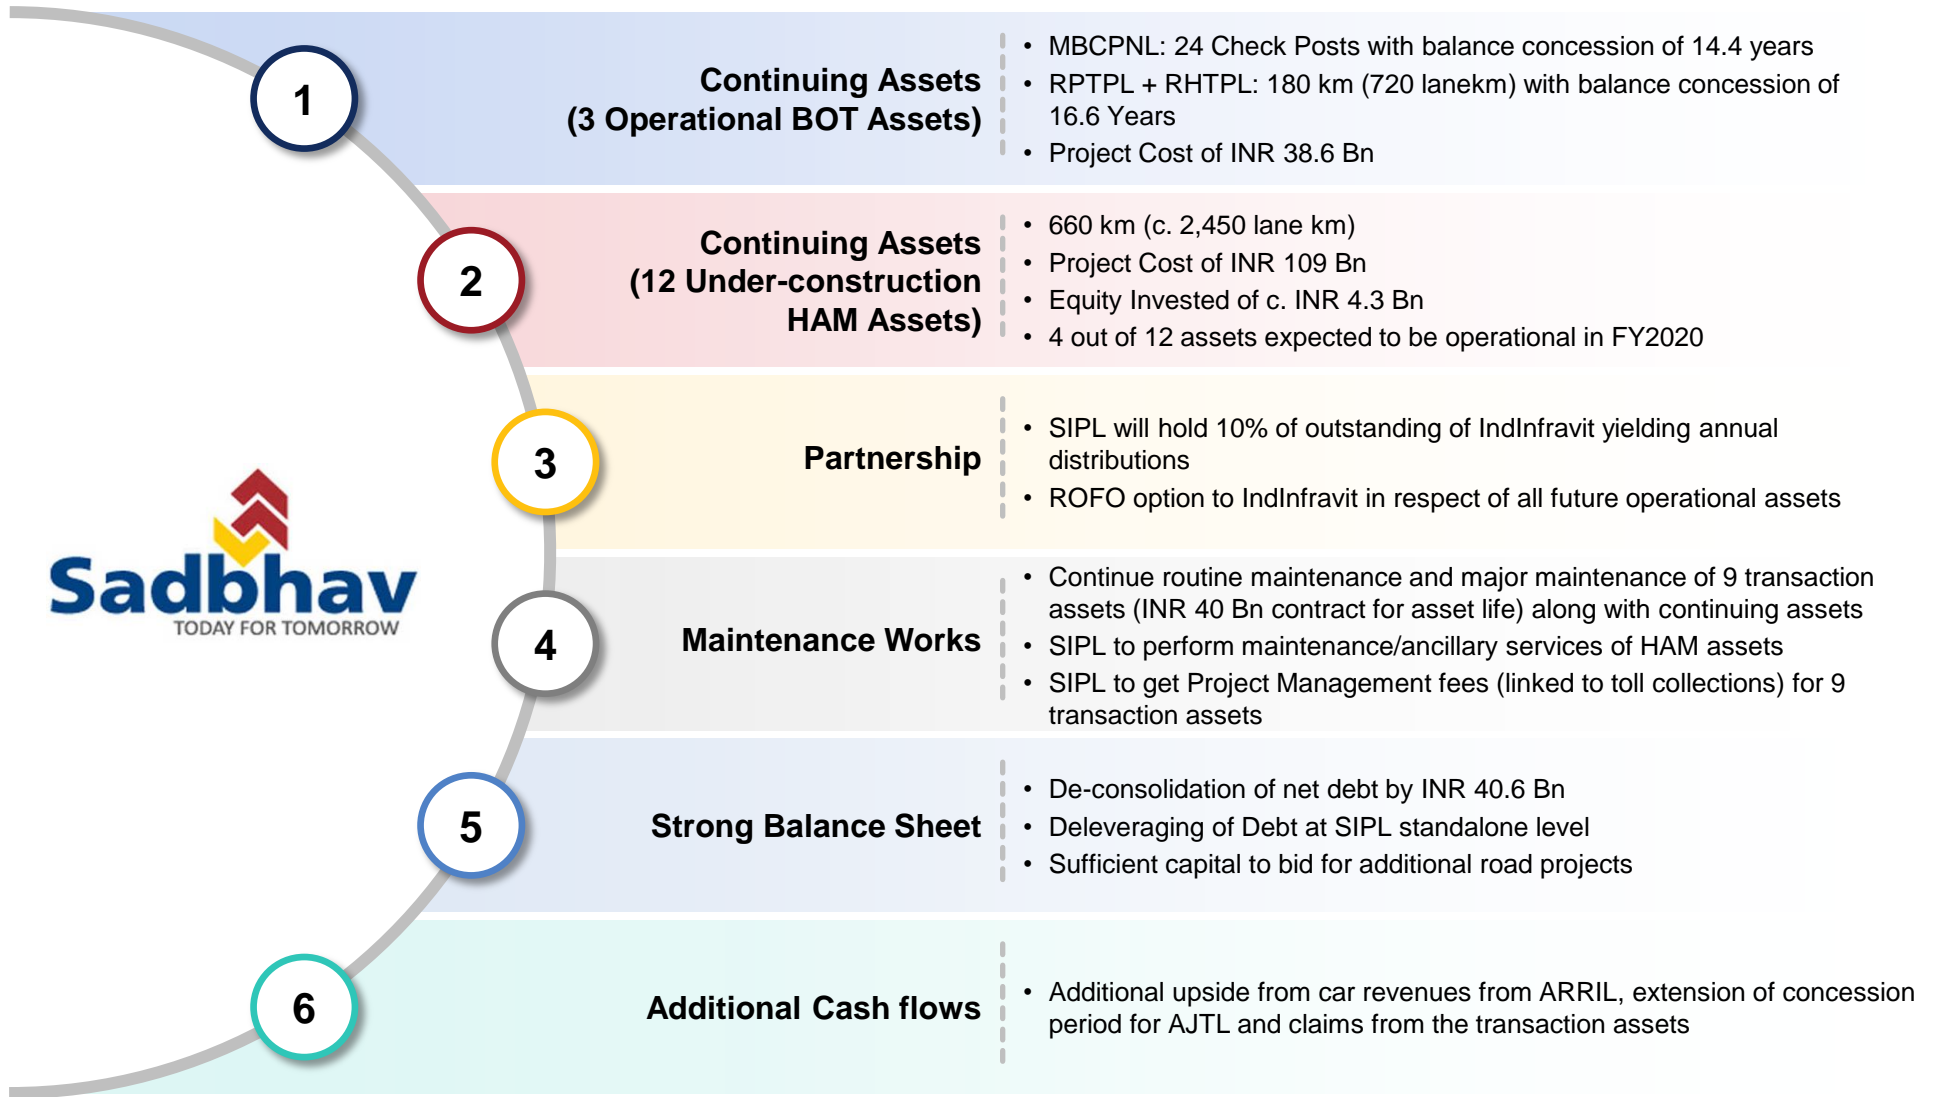 1
Continuing Assets
(3 Operational BOT Assets)
• MBCPNL: 24 Check Posts with balance concession of 14.4 years
• RPTPL + RHTPL: 180 km (720 lanekm) with balance concession of
16.6 Years
• Project Cost of INR 38.6 Bn
2
Continuing Assets
(12 Under-construction
HAM Assets)
• 660 km (c. 2,450 lane km)
• Project Cost of INR 109 Bn
• Equity Invested of c. INR 4.3 Bn
• 4 out of 12 assets expected to be operational in FY2020
3
Partnership
• SIPL will hold 10% of outstanding of IndInfravit yielding annual
distributions
• ROFO option to IndInfravit in respect of all future operational assets
Sadbhav
TODAY FOR TOMORROW
4
Maintenance Works
• Continue routine maintenance and major maintenance of 9 transaction
assets (INR 40 Bn contract for asset life) along with continuing assets
• SIPL to perform maintenance/ancillary services of HAM assets
• SIPL to get Project Management fees (linked to toll collections) for 9
transaction assets
5
Strong Balance Sheet
• De-consolidation of net debt by INR 40.6 Bn
• Deleveraging of Debt at SIPL standalone level
• Sufficient capital to bid for additional road projects
6
Additional Cash flows
• Additional upside from car revenues from ARRIL, extension of concession
period for AJTL and claims from the transaction assets